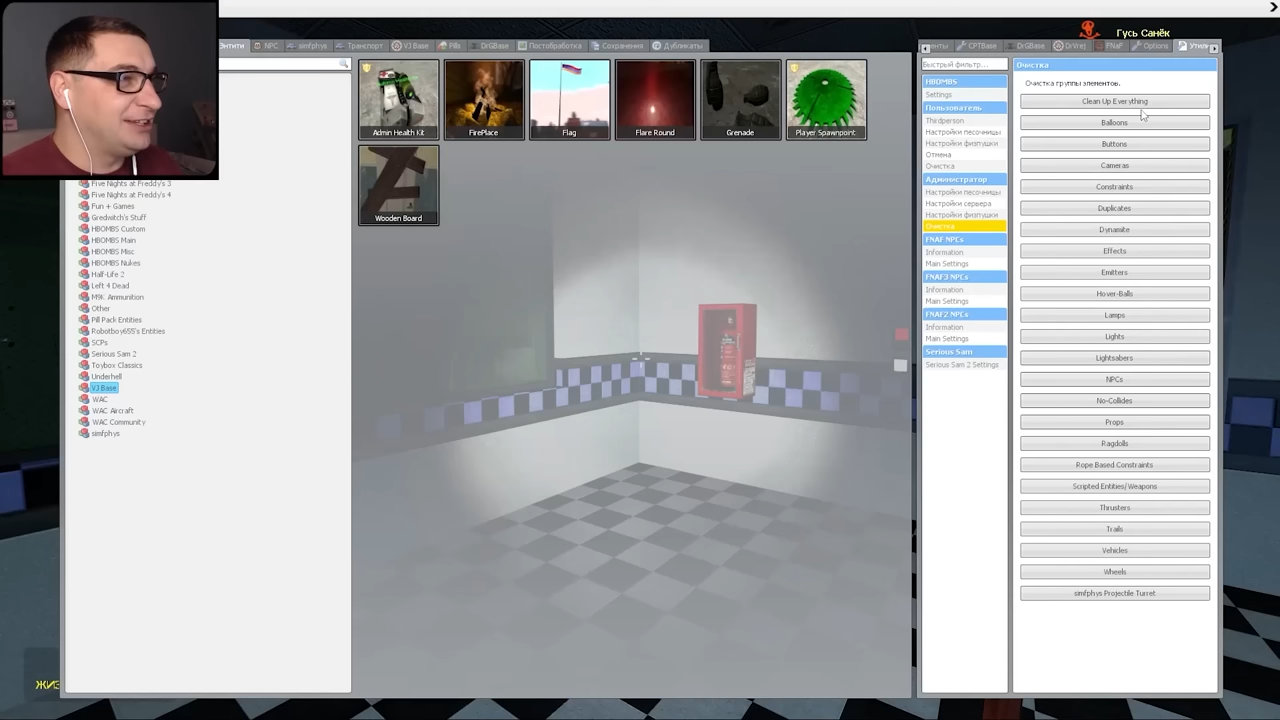 Гусь Санёк
Энтити NPC simfphys Транспорт VJ Base Pills DrGBase Постобработка Сохранения Дубликаты
CPTBase DrGBase DrVrej FNaF Options
Five Nights at Freddy's 3
Five Nights at Freddy's 4
Fun + Games
Gredwitch's Stuff
HBOMBS Custom
HBOMBS Main
HBOMBS Misc
HBOMBS Nukes
Half-Life 2
Left 4 Dead
M9K Ammunition
Other
Pill Pack Entities
Robotboy655's Entities
SCPs
Serious Sam 2
Toybox Classics
Underhell
VJ Base
WAC
WAC Aircraft
WAC Community
simfphys
Admin Health Kit
FirePlace
Flag
Flare Round
Grenade
Player Spawnpoint
Wooden Board
Быстрый фильтр...
HBOMBS
Settings
Пользователь
Thirdperson
Настройки песочницы
Настройки физпушки
Отмена
Очистка
Администратор
Настройки песочницы
Настройки сервера
Настройки физпушки
Очистка
FNAF NPCs
Information
Main Settings
FNAF3 NPCs
Information
Main Settings
FNAF2 NPCs
Information
Main Settings
Serious Sam
Serious Sam 2 Settings
Очистка
Очистка группы элементов.
Clean Up Everything
Balloons
Buttons
Cameras
Constraints
Duplicates
Dynamite
Effects
Emitters
Hover-Balls
Lamps
Lights
Lightsabers
NPCs
No-Collides
Props
Ragdolls
Rope Based Constraints
Scripted Entities/Weapons
Thrusters
Trails
Vehicles
Wheels
simfphys Projectile Turret